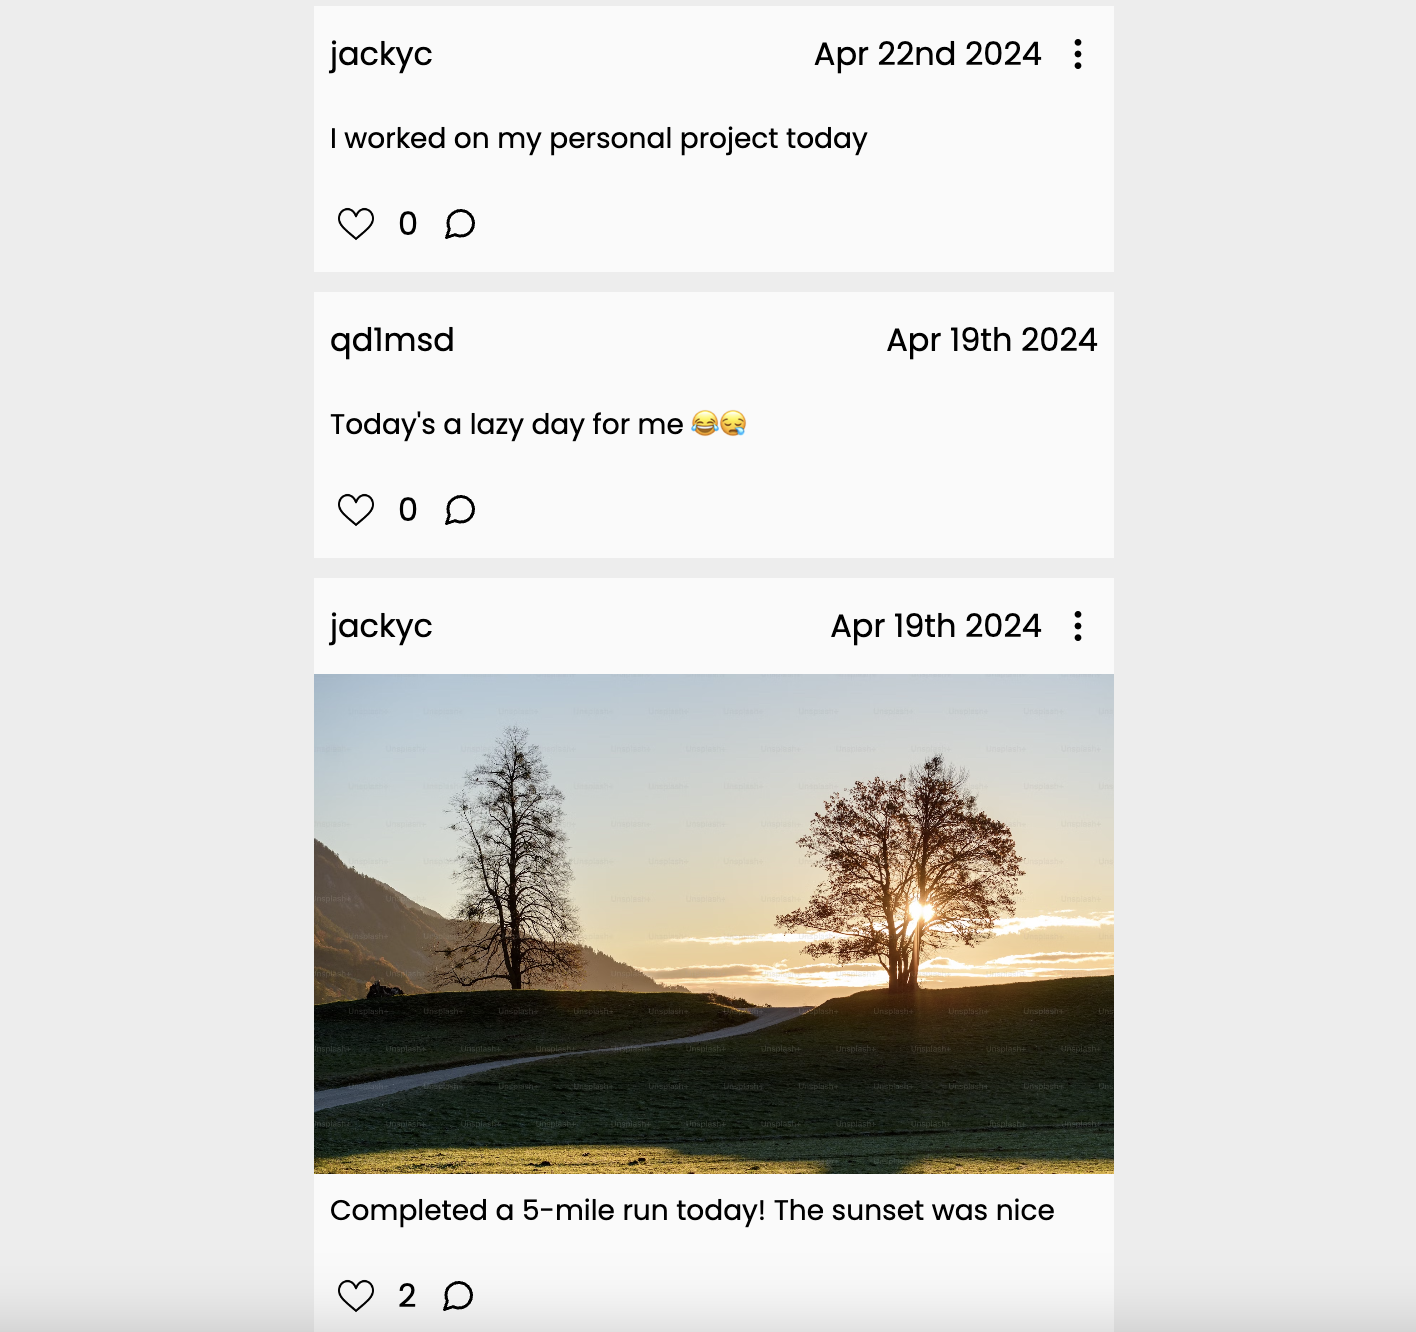 jackyc Apr 22nd 2024
I worked on my personal project today
0
qd1msd Apr 19th 2024
Today's a lazy day for me 😂😪
0
jackyc Apr 19th 2024
Unsplash+
Completed a 5-mile run today! The sunset was nice
2